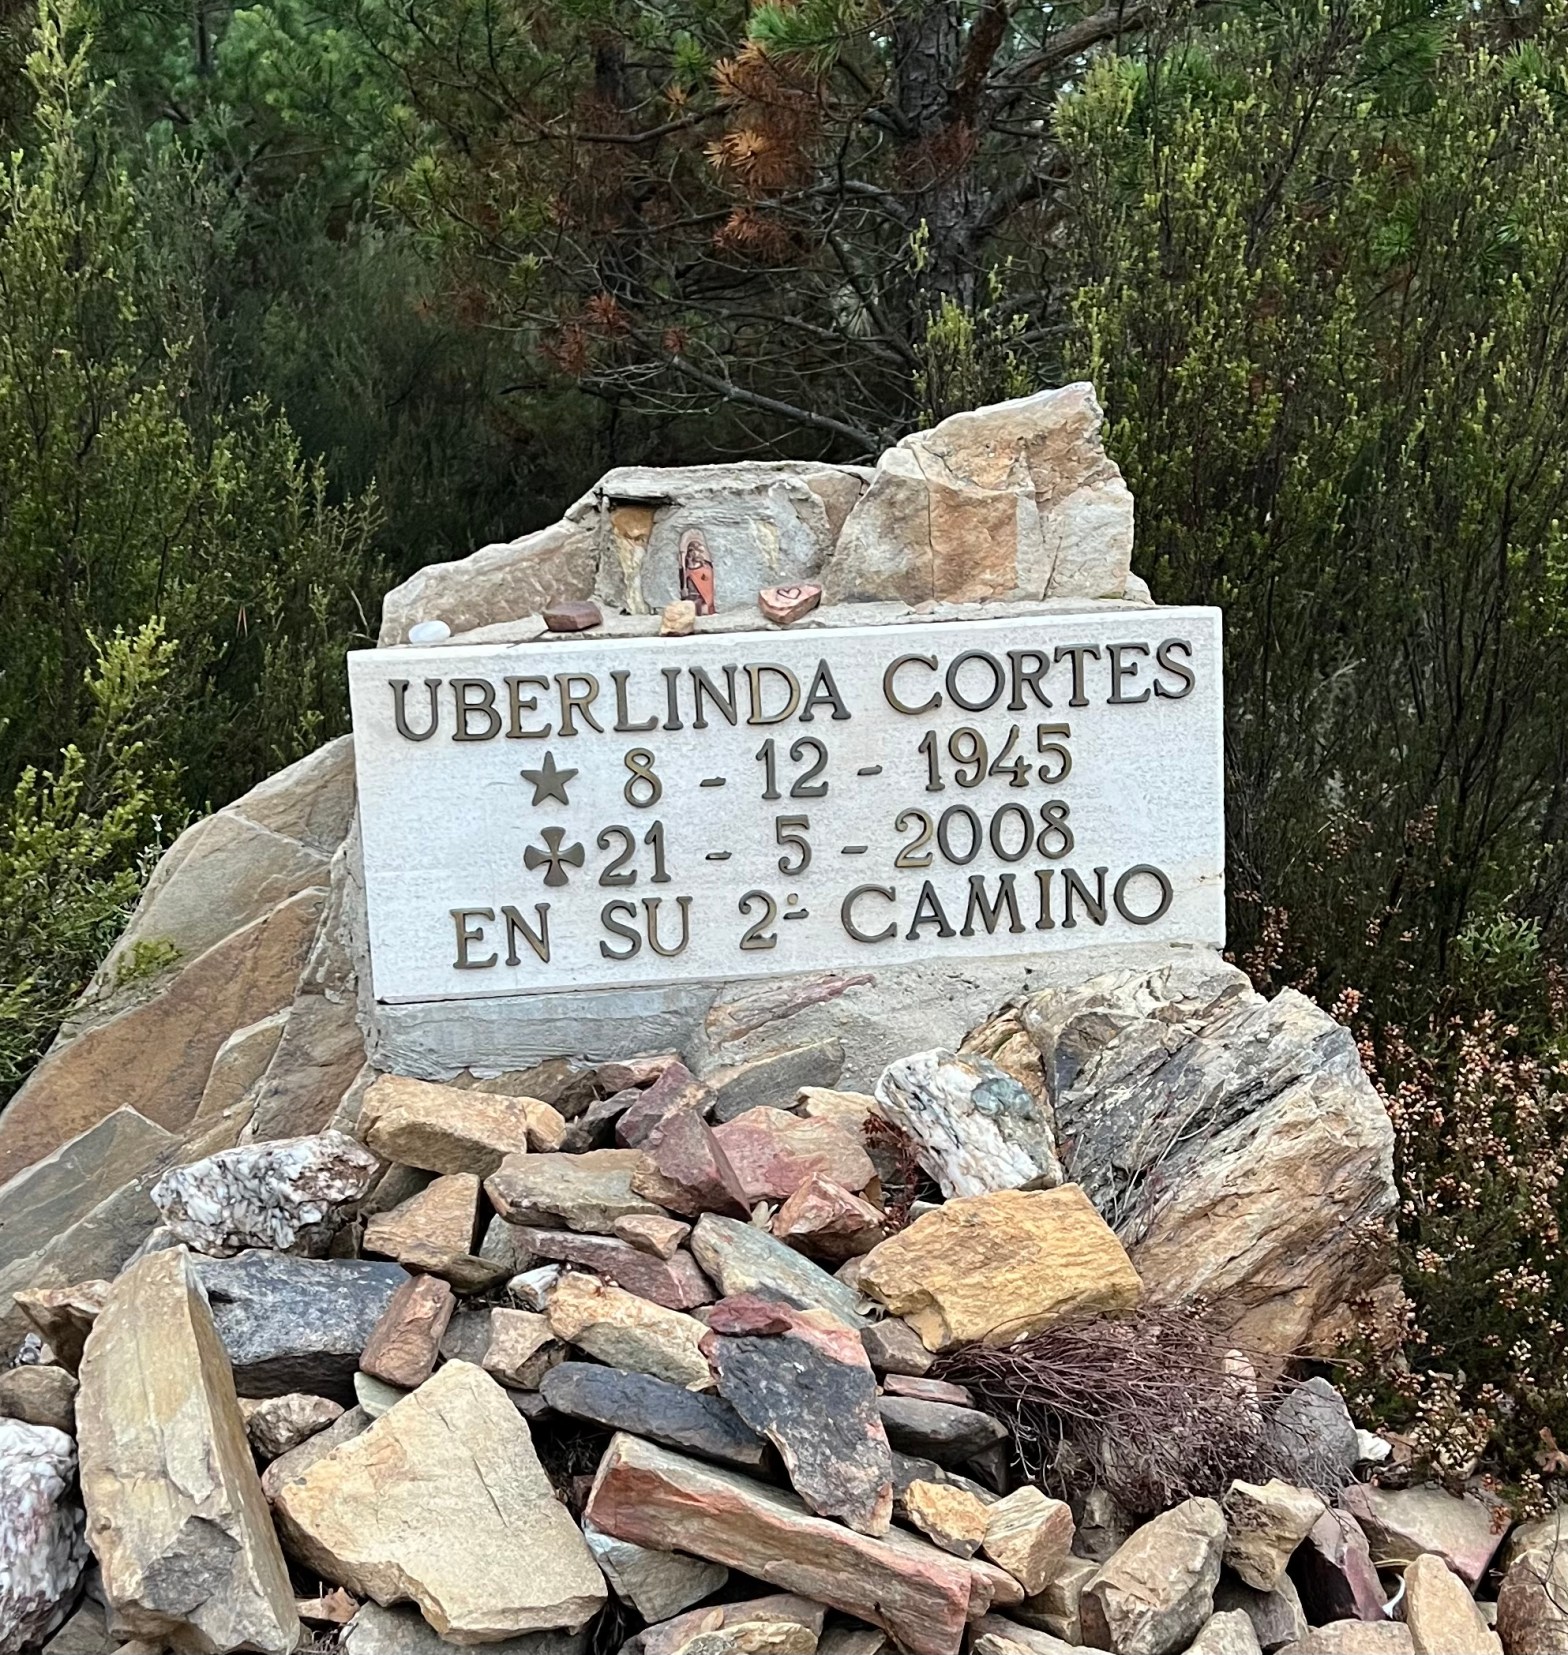 UBERLINDA CORTES
★ 8 - 12 - 1945
✠ 21 - 5 - 2008
EN SU 2º CAMINO